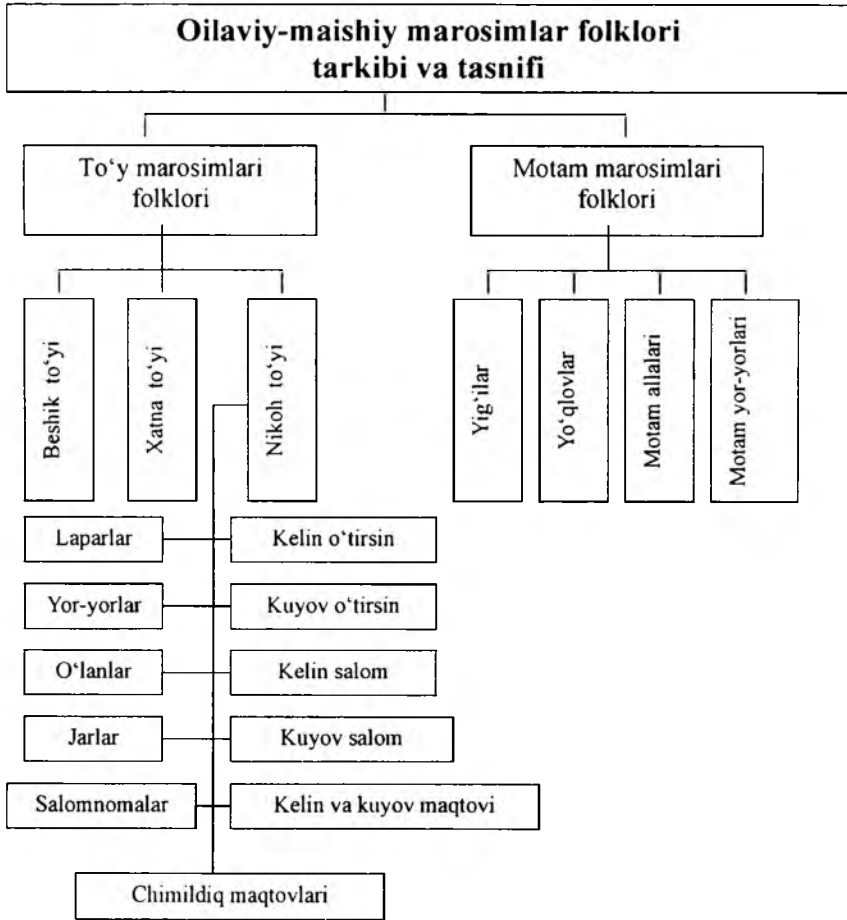 Oilaviy-maishiy marosimlar folklori
tarkibi va tasnifi
To‘y marosimlari
folklori
Motam marosimlari
folklori
Beshik to‘yi
Xatna to‘yi
Nikoh to‘yi
Yig‘ilar
Yo‘qlovlar
Motam allalari
Motam yor-yorlari
Laparlar
Kelin o‘tirsin
Yor-yorlar
Kuyov o‘tirsin
O‘lanlar
Kelin salom
Jarlar
Kuyov salom
Salomnomalar
Kelin va kuyov maqtovi
Chimildiq maqtovlari